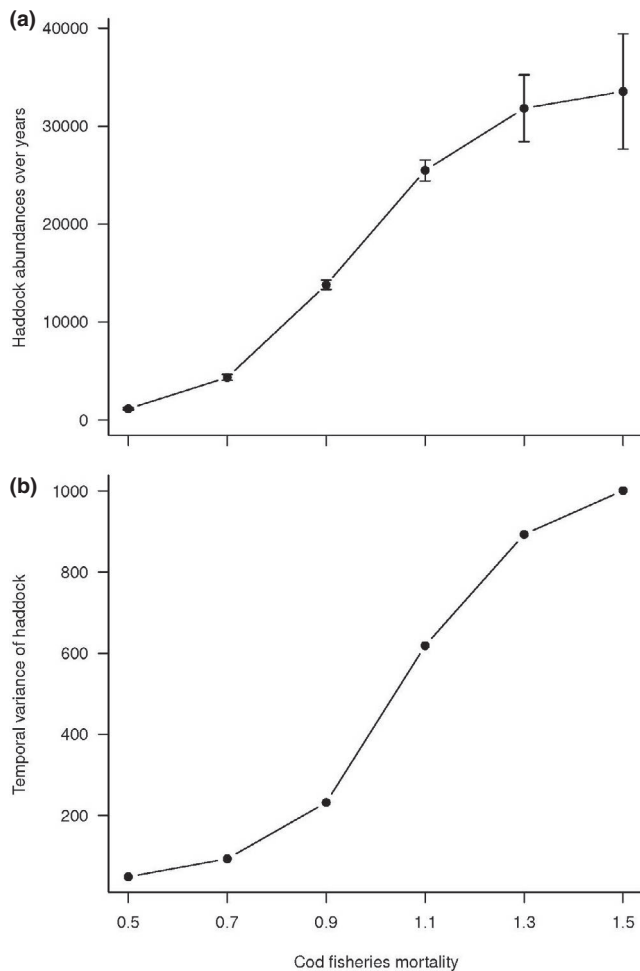 (a)
40000
30000
20000
10000
0
Haddock abundances over years
(b)
1000
800
600
400
200
Temporal variance of haddock
0.5 0.7 0.9 1.1 1.3 1.5
Cod fisheries mortality